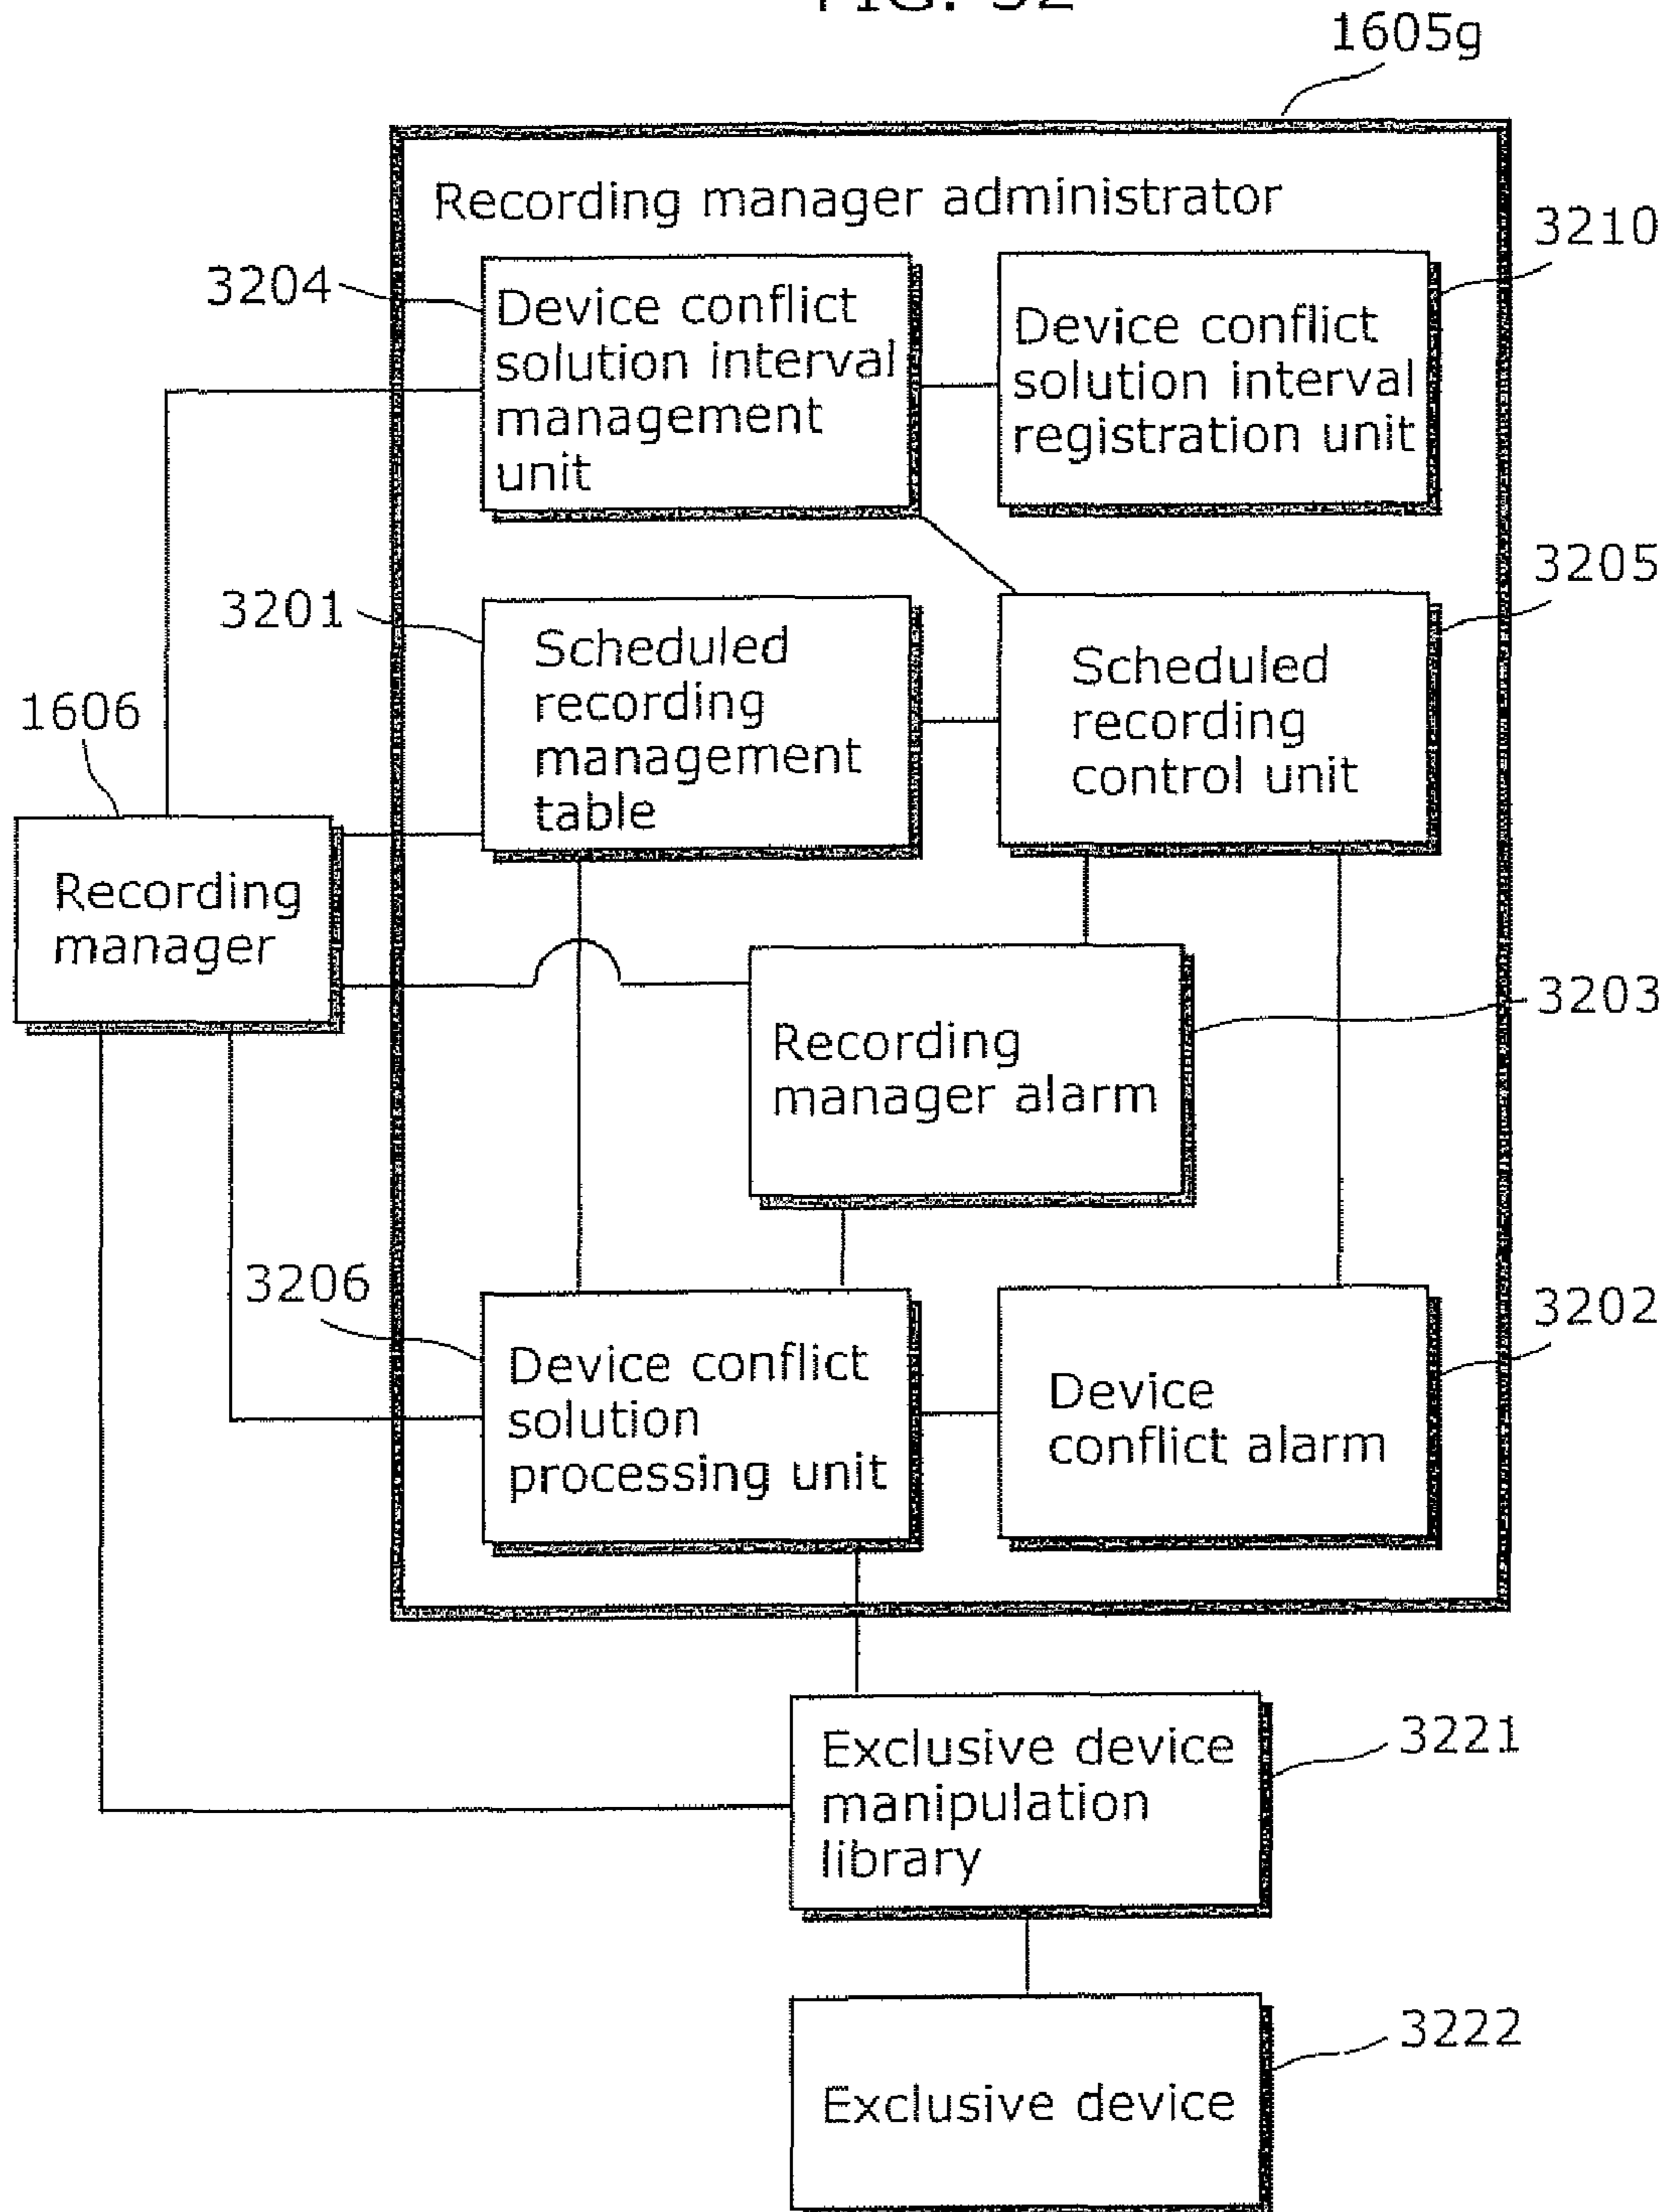 FIG. 32
1605g
Recording manager administrator
3210
3204
Device conflict
solution interval
management
unit
Device conflict
solution interval
registration unit
3205
3201
Scheduled
recording
management
table
Scheduled
recording
control unit
1606
Recording
manager
3203
Recording
manager alarm
3206
3202
Device conflict
solution
processing unit
Device
conflict alarm
Exclusive device
manipulation
library
3221
3222
Exclusive device